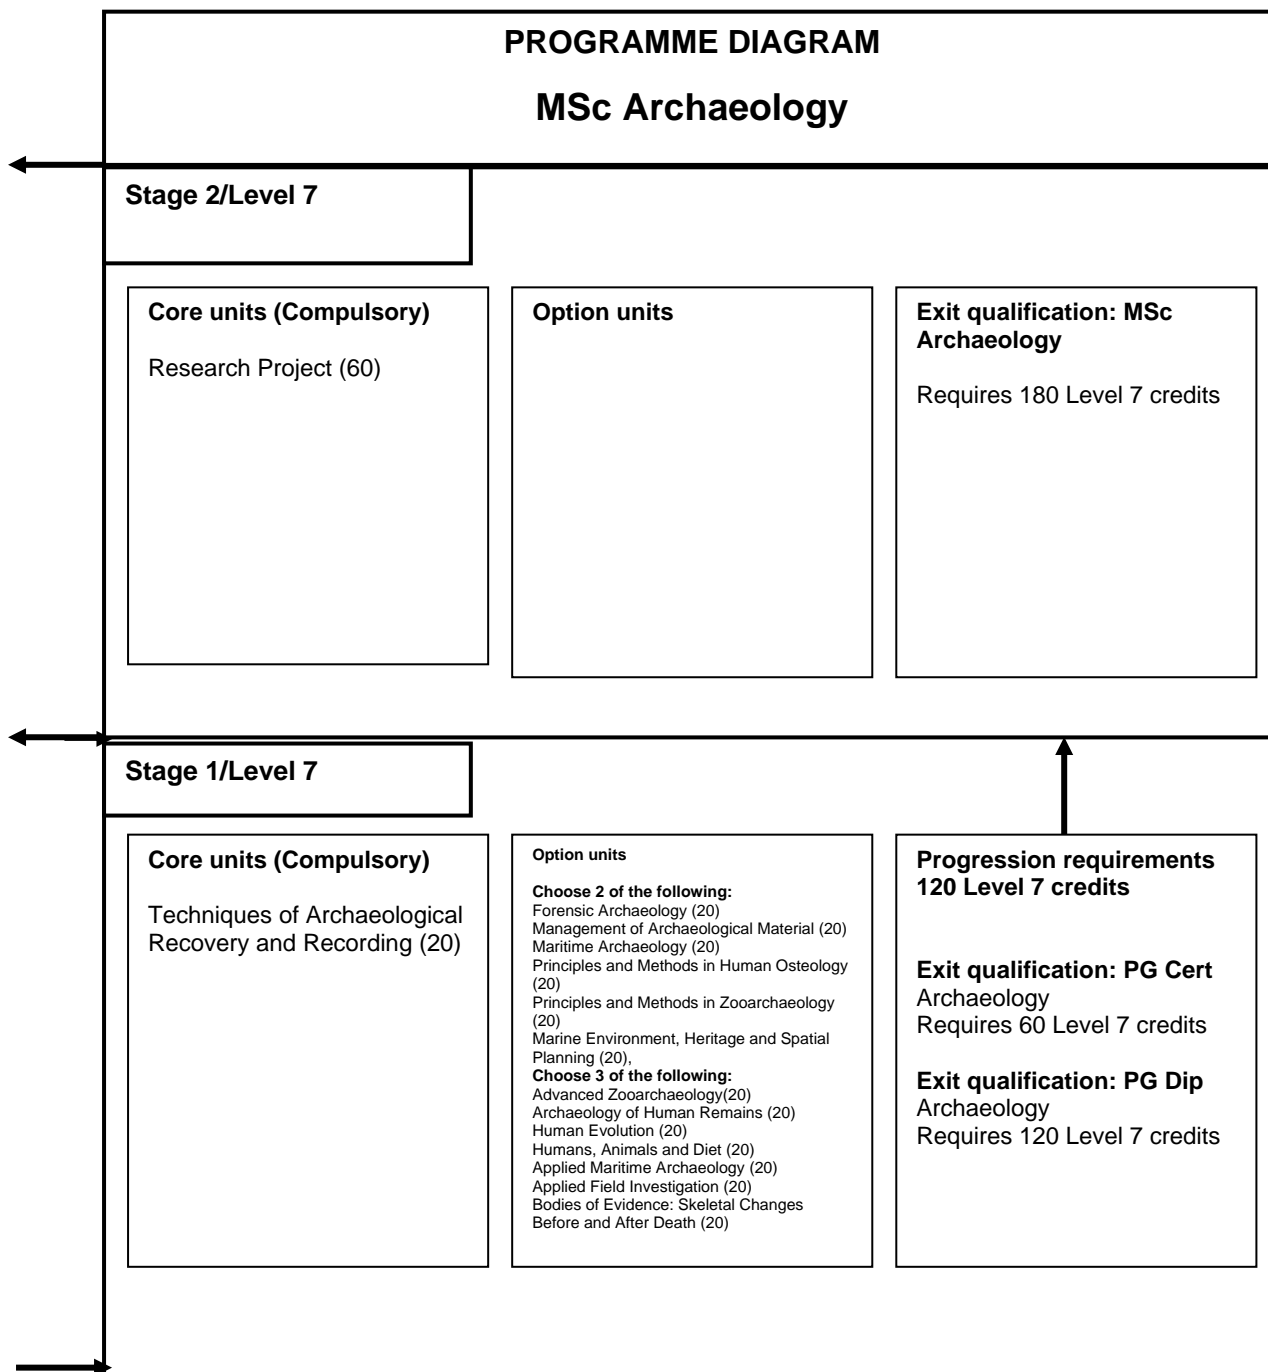 PROGRAMME DIAGRAM
MSc Archaeology
Stage 2/Level 7
Core units (Compulsory)
Research Project (60)
Option units
Exit qualification: MSc
Archaeology
Requires 180 Level 7 credits
Stage 1/Level 7
Core units (Compulsory)
Techniques of Archaeological
Recovery and Recording (20)
Option units
Choose 2 of the following:
Forensic Archaeology (20)
Management of Archaeological Material (20)
Maritime Archaeology (20)
Principles and Methods in Human Osteology
(20)
Principles and Methods in Zooarchaeology
(20)
Marine Environment, Heritage and Spatial
Planning (20),
Choose 3 of the following:
Advanced Zooarchaeology(20)
Archaeology of Human Remains (20)
Human Evolution (20)
Humans, Animals and Diet (20)
Applied Maritime Archaeology (20)
Applied Field Investigation (20)
Bodies of Evidence: Skeletal Changes
Before and After Death (20)
Progression requirements
120 Level 7 credits
Exit qualification: PG Cert
Archaeology
Requires 60 Level 7 credits
Exit qualification: PG Dip
Archaeology
Requires 120 Level 7 credits